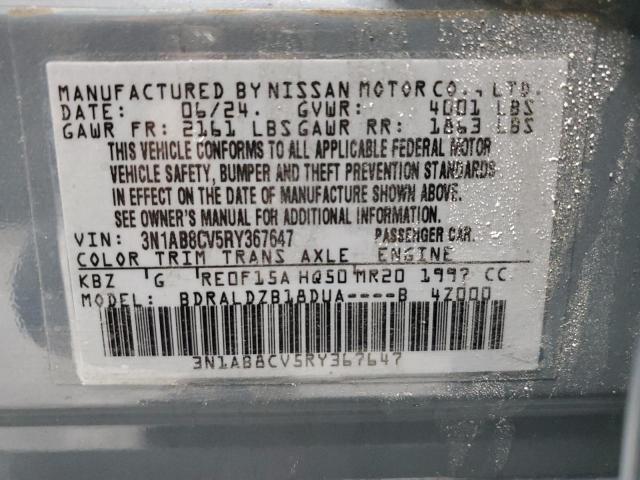 MANUFACTURED BY NISSAN MOTOR CO., LTD.
DATE: 06/24. GVWR: 4001 LBS
GAWR FR: 2161 LBS GAWR RR: 1863 LBS
THIS VEHICLE CONFORMS TO ALL APPLICABLE FEDERAL MOTOR
VEHICLE SAFETY, BUMPER AND THEFT PREVENTION STANDARDS
IN EFFECT ON THE DATE OF MANUFACTURE SHOWN ABOVE.
SEE OWNER'S MANUAL FOR ADDITIONAL INFORMATION.
VIN: 3N1AB8CV5RY367647 PASSENGER CAR.
COLOR TRIM TRANS AXLE ENGINE
KBZ G RE0F15A HQ50 MR20 1997 CC
MODEL: BDRALDZB18DUA----B 4Z000
3N1AB8CV5RY367647